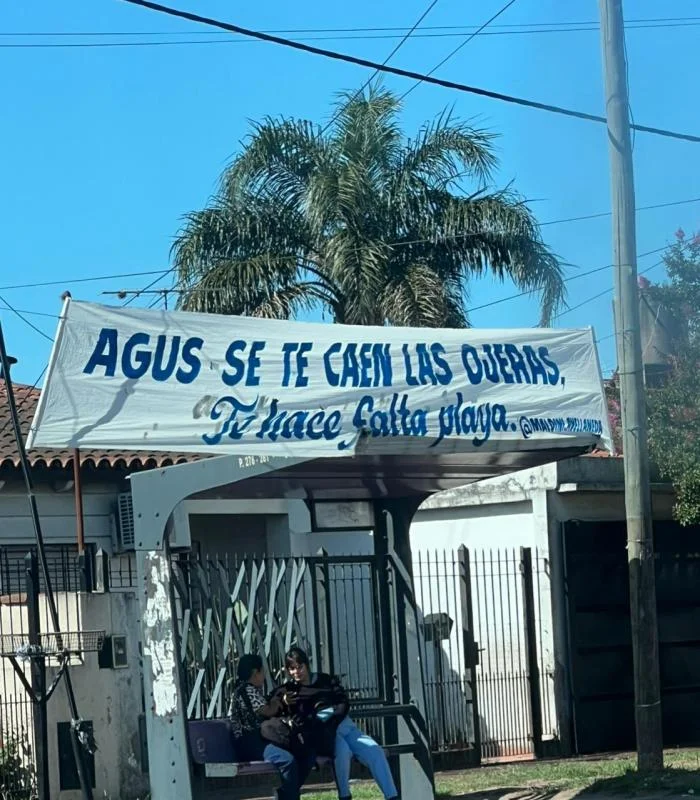 AGUS SE TE CAEN LAS OJERAS,
Te hace falta playa.